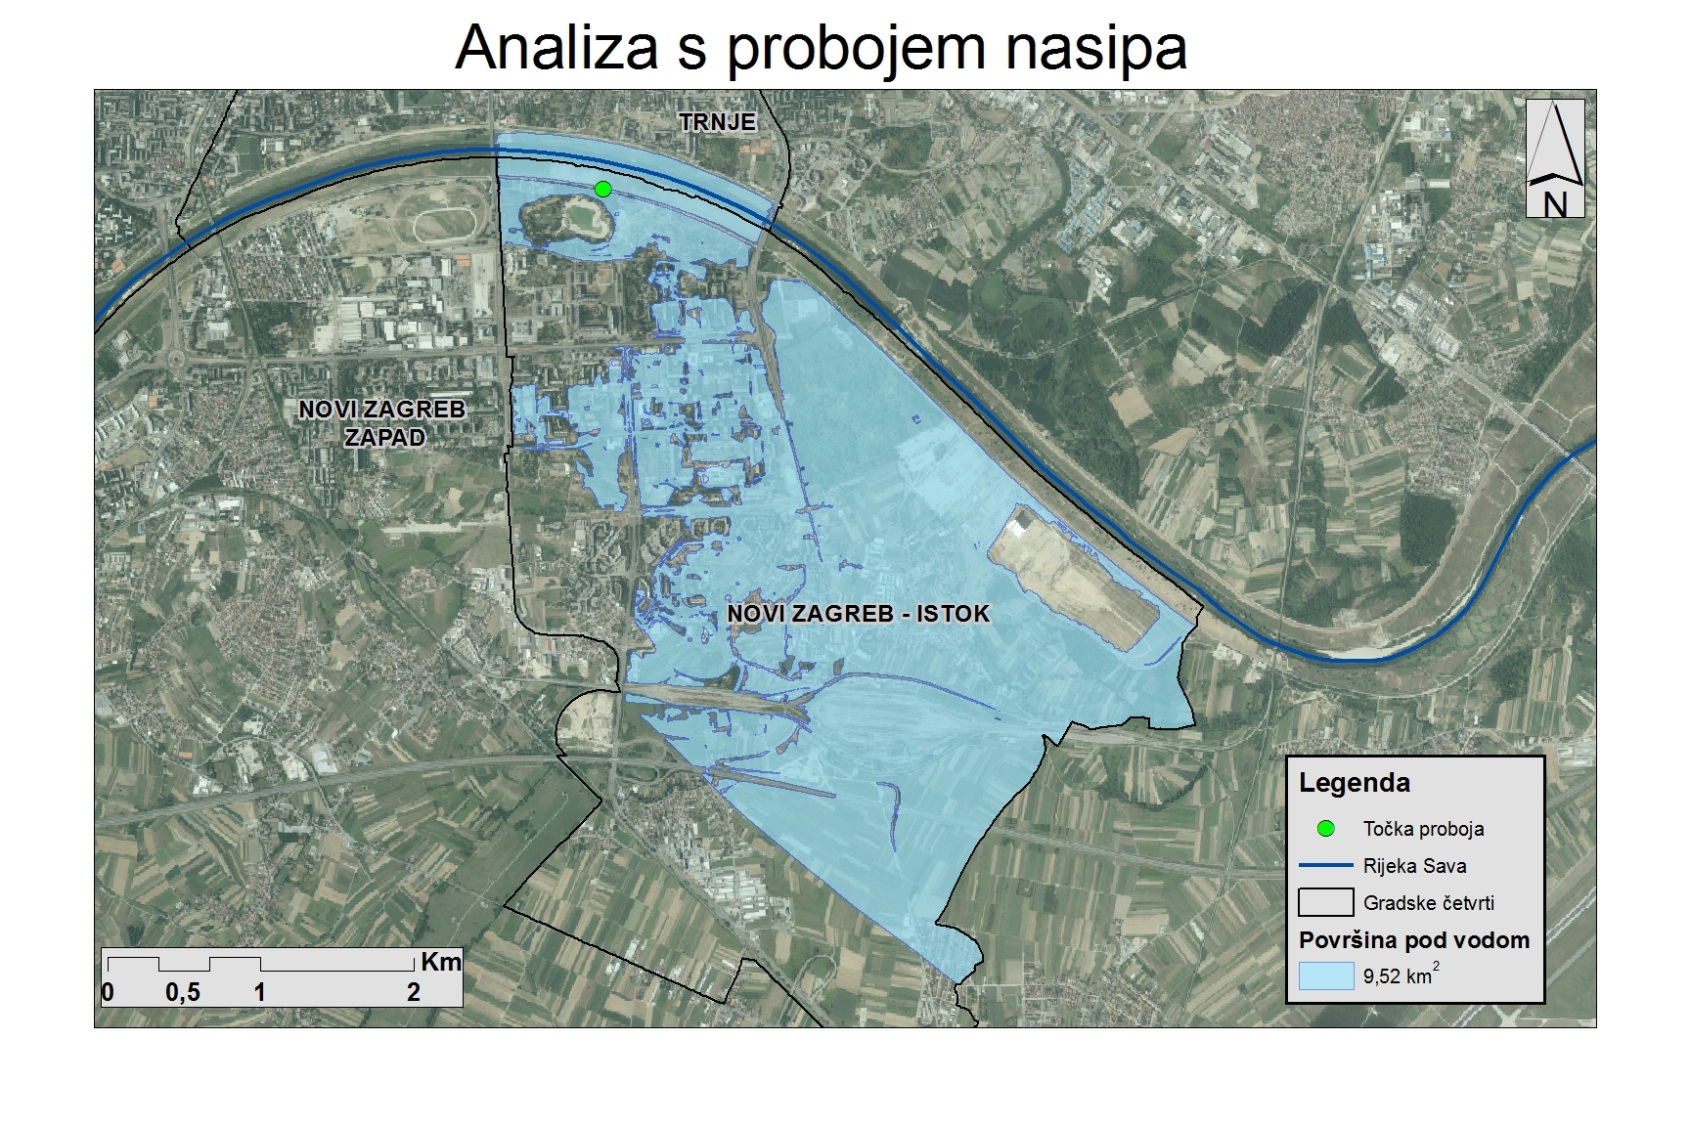 Analiza s probojem nasipa
TRNJE
N
NOVI ZAGREB
ZAPAD
NOVI ZAGREB - ISTOK
Legenda
Točka proboja
Rijeka Sava
Gradske četvrti
Površina pod vodom
9,52 km²
Km
0 0,5 1 2